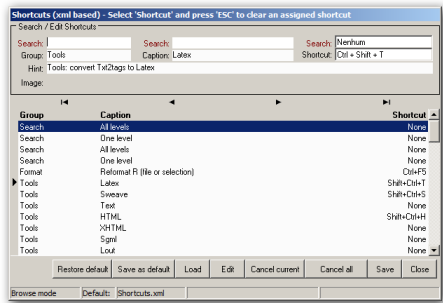 Shortcuts (xml based) - Select 'Shortcut' and press 'ESC' to clear an assigned shortcut
Search / Edit Shortcuts
Search: Search: Search: Nenhum
Group: Tools Caption: Latex Shortcut: Ctrl + Shift + T
Hint: Tools: convert Txt2tags to Latex
Image:
Group Caption Shortcut
Search All levels None
Search One level None
Search All levels None
Search One level None
Format Reformat R (file or selection) Ctrl+F5
Tools Latex Shift+Ctrl+T
Tools Sweave Shift+Ctrl+S
Tools Text None
Tools HTML Shift+Ctrl+H
Tools XHTML None
Tools Sgml None
Tools Lout None
Restore default Save as default Load Edit Cancel current Cancel all Save Close
Browse mode Default: Shortcuts.xml